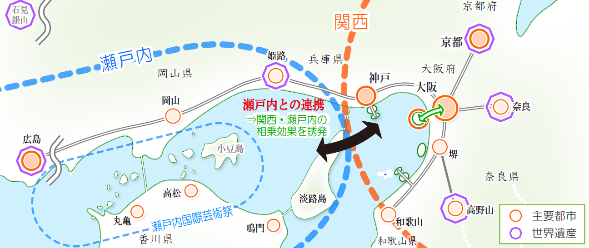 石見
銀山
京都府
関西
京都
瀬戸内
姫路
兵庫県
大阪府
岡山県
神戸
大阪
岡山
瀬戸内との連携
⇒関西・瀬戸内の
相乗効果を誘発
奈良
広島
小豆島
堺
奈良県
高松
淡路島
丸亀
瀬戸内国際芸術祭
高野山
主要都市
鳴門
和歌山
世界遺産
香川県
和歌山県